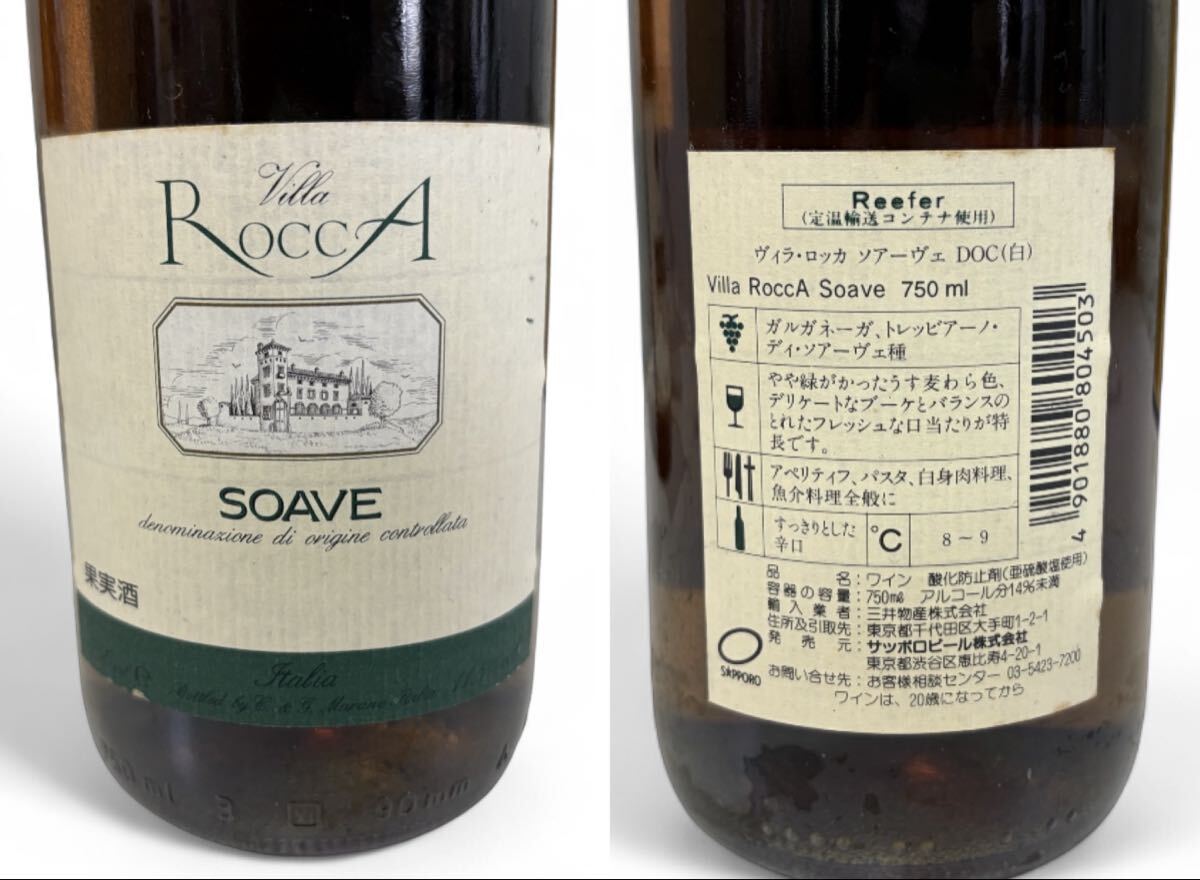 Villa
ROCCA
SOAVE
denominazione di origine controllata
果実酒
Italia
Bottled by C. & G. Marano
3 90mm
Reefer
(定温輸送コンテナ使用)
ヴィラ・ロッカ ソアーヴェ DOC(白)
Villa RoccA Soave 750 ml
ガルガネーガ、トレッビアーノ・
ディ・ソアーヴェ種
やや緑がかったうす麦わら色、
デリケートなブーケとバランスの
とれたフレッシュな口当たりが特
長です。
アペリティフ、パスタ、白身肉料理、
魚介料理全般に
すっきりとした
辛口
℃
8～9
4 901880 804503
品名:ワイン 酸化防止剤(亜硫酸塩使用)
容器の容量:750㎖ アルコール分14%未満
輸入業者:三井物産株式会社
住所及引取先:東京都千代田区大手町1-2-1
発売元:サッポロビール株式会社
東京都渋谷区恵比寿4-20-1
お問い合せ先:お客様相談センター 03-5423-7200
ワインは、20歳になってから
SAPPORO